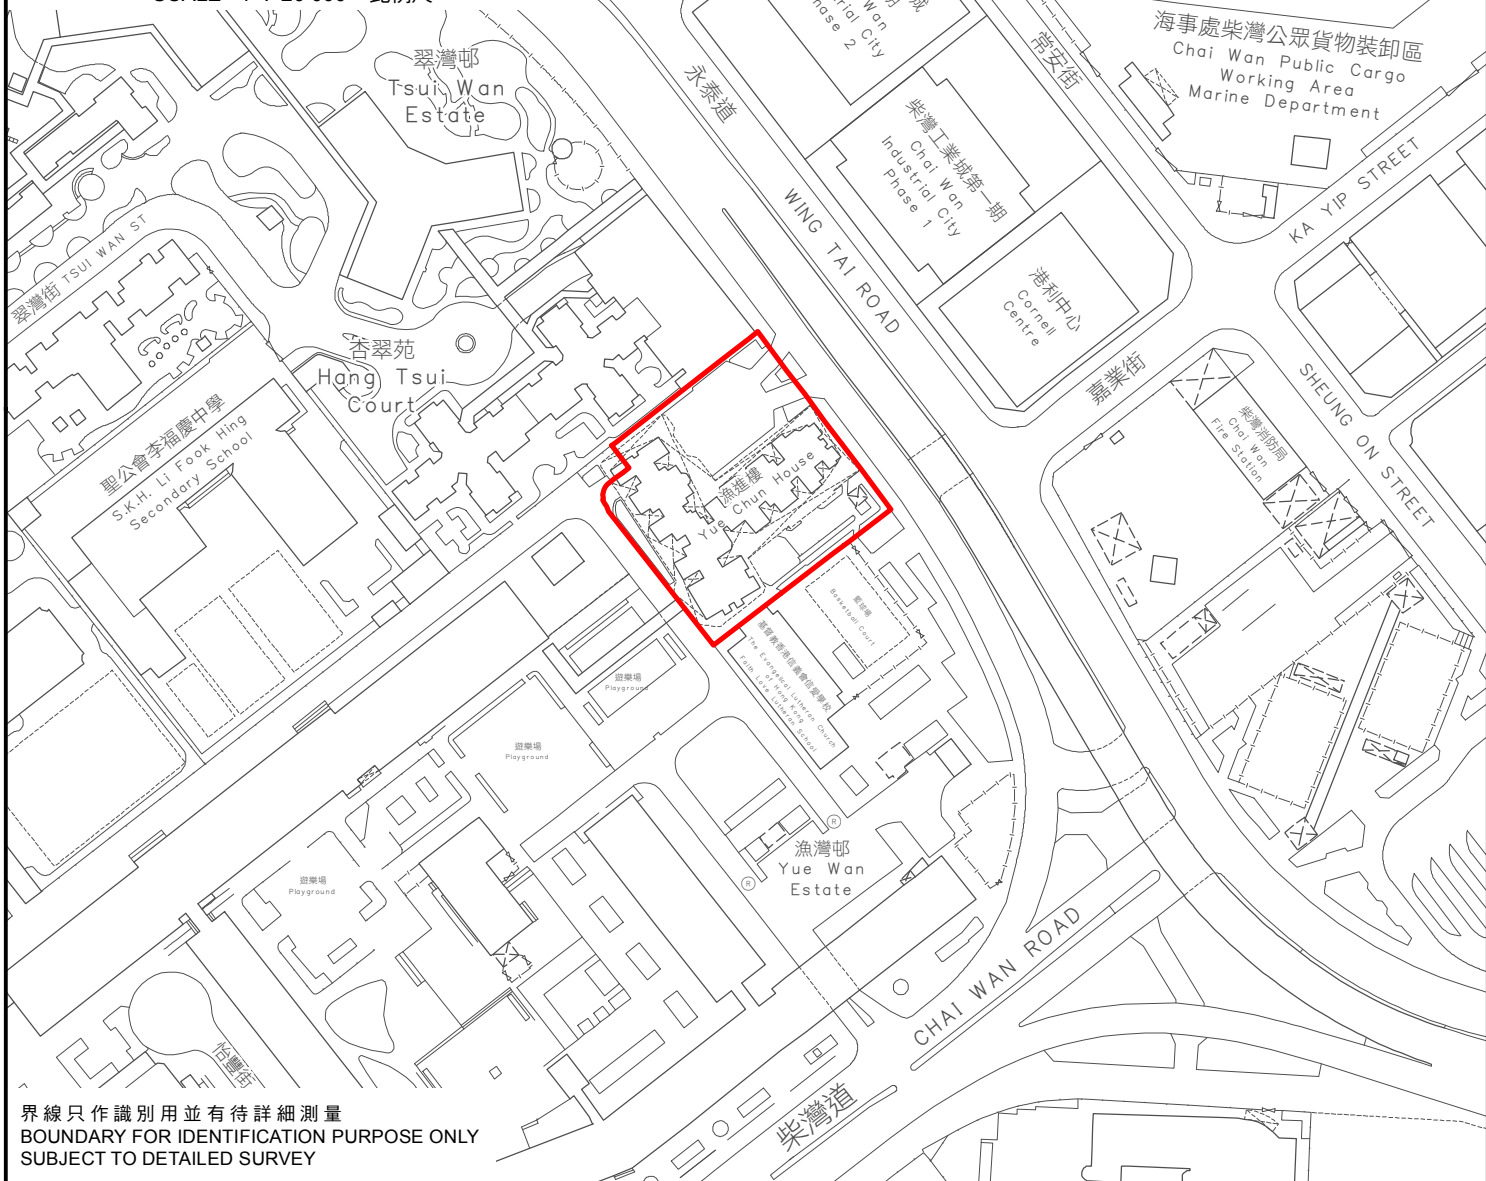 翠灣邨
Tsui Wan
Estate
永泰道
WING TAI ROAD
常安街
海事處柴灣公眾貨物裝卸區
Chai Wan Public Cargo
Working Area
Marine Department
柴灣工業城第一期
Chai Wan
Industrial City
Phase 1
港利中心
Cornell
Centre
KA YIP STREET
嘉業街
翠灣街 TSUI WAN ST
杏翠苑
Hang Tsui
Court
聖公會李福慶中學
S.K.H. Li Fook Hing
Secondary School
漁進樓
Yue Chun House
柴灣消防局
Chai Wan
Fire Station
SHEUNG ON STREET
籃球場
Basketball Court
基督教香港信義會信愛學校
The Evangelical Lutheran Church
of Hong Kong
Faith Love Lutheran School
遊樂場
Playground
遊樂場
Playground
遊樂場
Playground
R
R
漁灣邨
Yue Wan
Estate
CHAI WAN ROAD
柴灣道
怡豐街
界線只作識別用並有待詳細測量
BOUNDARY FOR IDENTIFICATION PURPOSE ONLY
SUBJECT TO DETAILED SURVEY